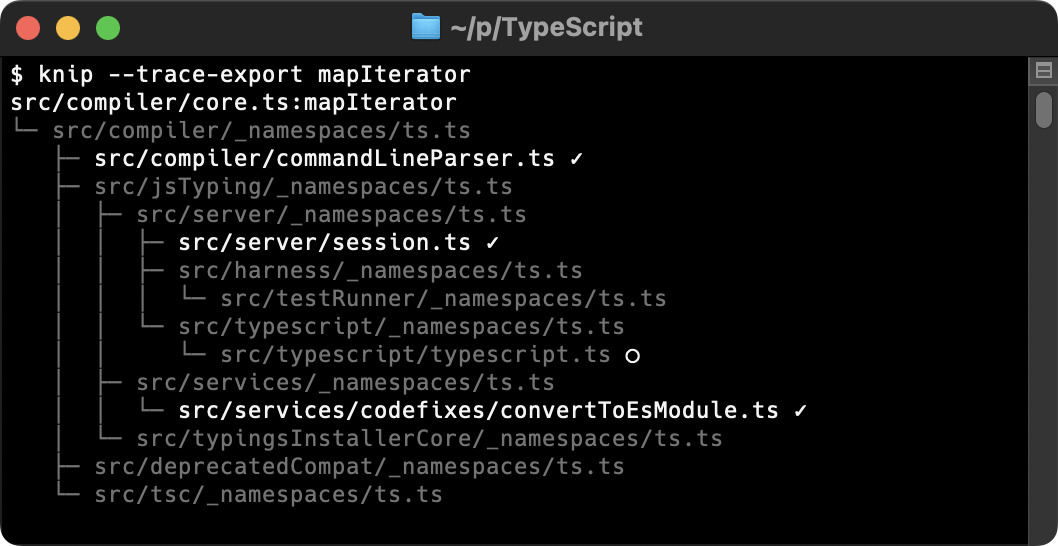 ~/p/TypeScript
$ knip --trace-export mapIterator
src/compiler/core.ts:mapIterator
└─ src/compiler/_namespaces/ts.ts
   ├─ src/compiler/commandLineParser.ts ✓
   ├─ src/jsTyping/_namespaces/ts.ts
   │  ├─ src/server/_namespaces/ts.ts
   │  │  ├─ src/server/session.ts ✓
   │  │  ├─ src/harness/_namespaces/ts.ts
   │  │  │  └─ src/testRunner/_namespaces/ts.ts
   │  │  └─ src/typescript/_namespaces/ts.ts
   │  │     └─ src/typescript/typescript.ts ○
   │  ├─ src/services/_namespaces/ts.ts
   │  │  └─ src/services/codefixes/convertToEsModule.ts ✓
   │  └─ src/typingsInstallerCore/_namespaces/ts.ts
   ├─ src/deprecatedCompat/_namespaces/ts.ts
   └─ src/tsc/_namespaces/ts.ts